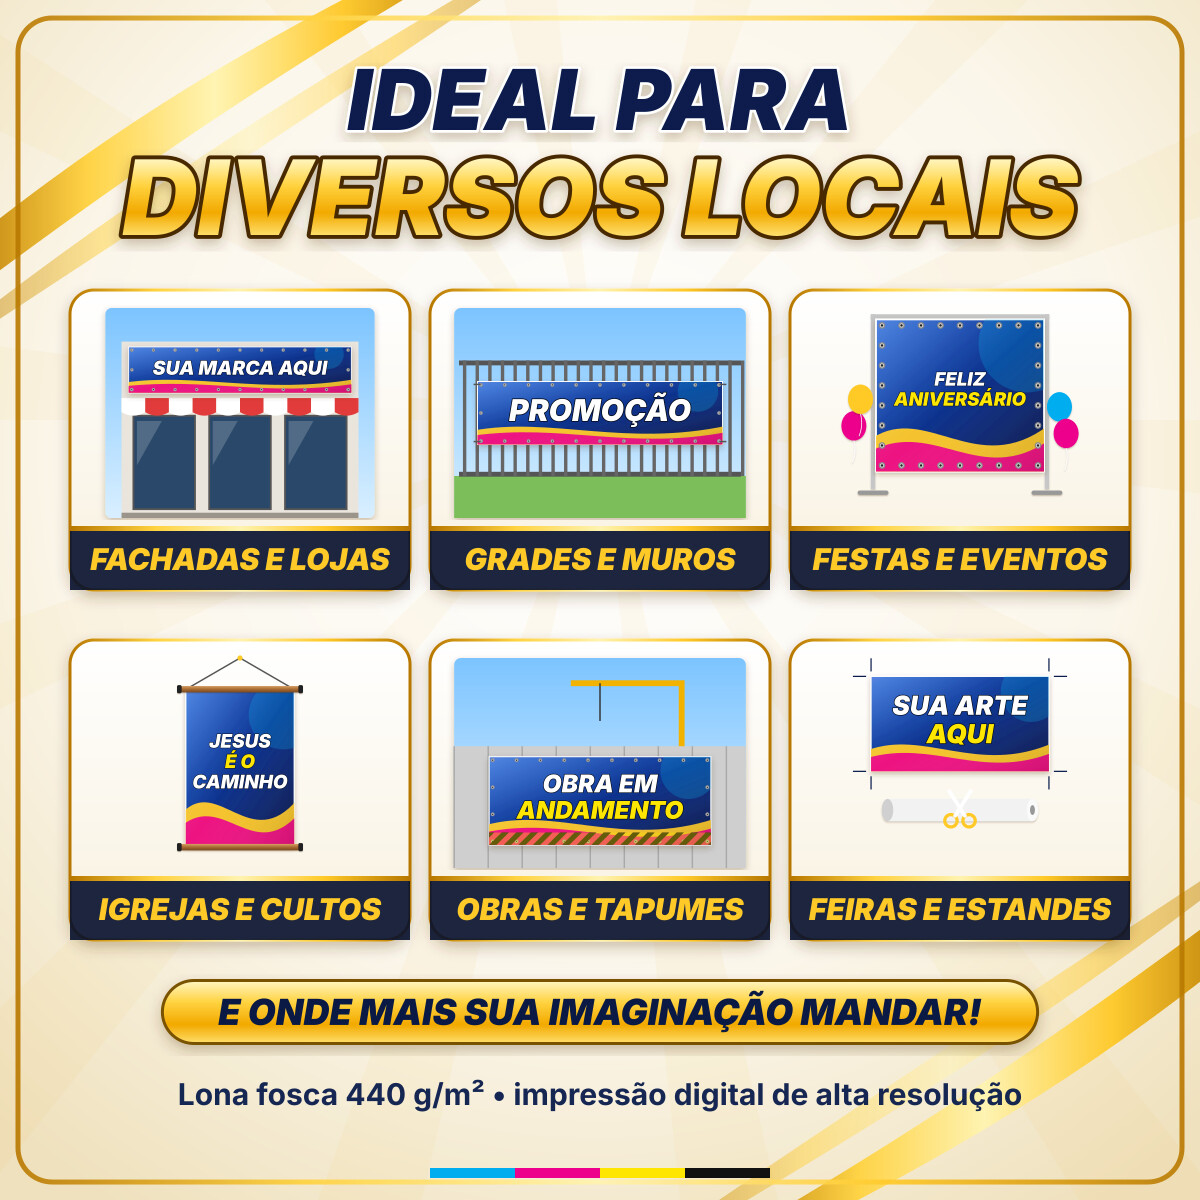 IDEAL PARA
DIVERSOS LOCAIS
SUA MARCA AQUI
FACHADAS E LOJAS
PROMOÇÃO
GRADES E MUROS
FELIZ
ANIVERSÁRIO
FESTAS E EVENTOS
JESUS
É O
CAMINHO
IGREJAS E CULTOS
OBRA EM
ANDAMENTO
OBRAS E TAPUMES
SUA ARTE
AQUI
FEIRAS E ESTANDES
E ONDE MAIS SUA IMAGINAÇÃO MANDAR!
Lona fosca 440 g/m² • impressão digital de alta resolução